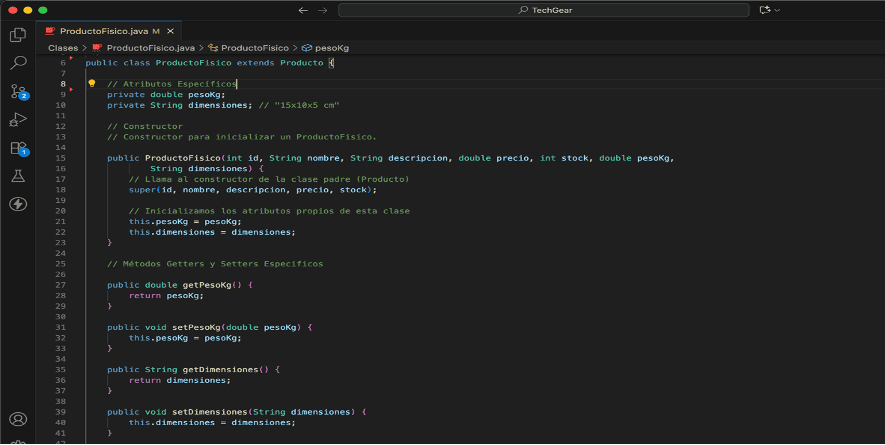 TechGear
ProductoFisico.java M
Clases > ProductoFisico.java > ProductoFisico > pesoKg
6 public class ProductoFisico extends Producto {
7
8 // Atributos Específicos
9 private double pesoKg;
10 private String dimensiones; // "15x10x5 cm"
11
12 // Constructor
13 // Constructor para inicializar un ProductoFisico.
14
15 public ProductoFisico(int id, String nombre, String descripcion, double precio, int stock, double pesoKg,
16 String dimensiones) {
17 // Llama al constructor de la clase padre (Producto)
18 super(id, nombre, descripcion, precio, stock);
19
20 // Inicializamos los atributos propios de esta clase
21 this.pesoKg = pesoKg;
22 this.dimensiones = dimensiones;
23 }
24
25 // Métodos Getters y Setters Específicos
26
27 public double getPesoKg() {
28 return pesoKg;
29 }
30
31 public void setPesoKg(double pesoKg) {
32 this.pesoKg = pesoKg;
33 }
34
35 public String getDimensiones() {
36 return dimensiones;
37 }
38
39 public void setDimensiones(String dimensiones) {
40 this.dimensiones = dimensiones;
41 }
2
1